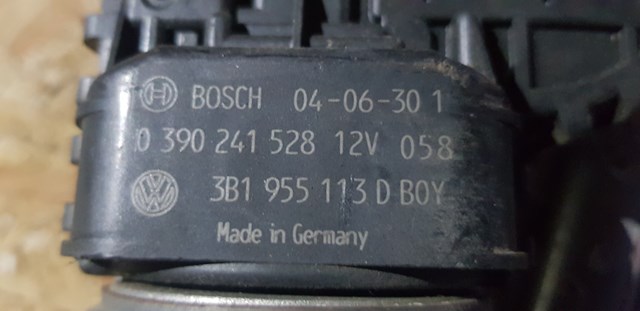 BOSCH 04-06-30 1
0 390 241 528 12V 058
3B1 955 113 D BOY
Made in Germany